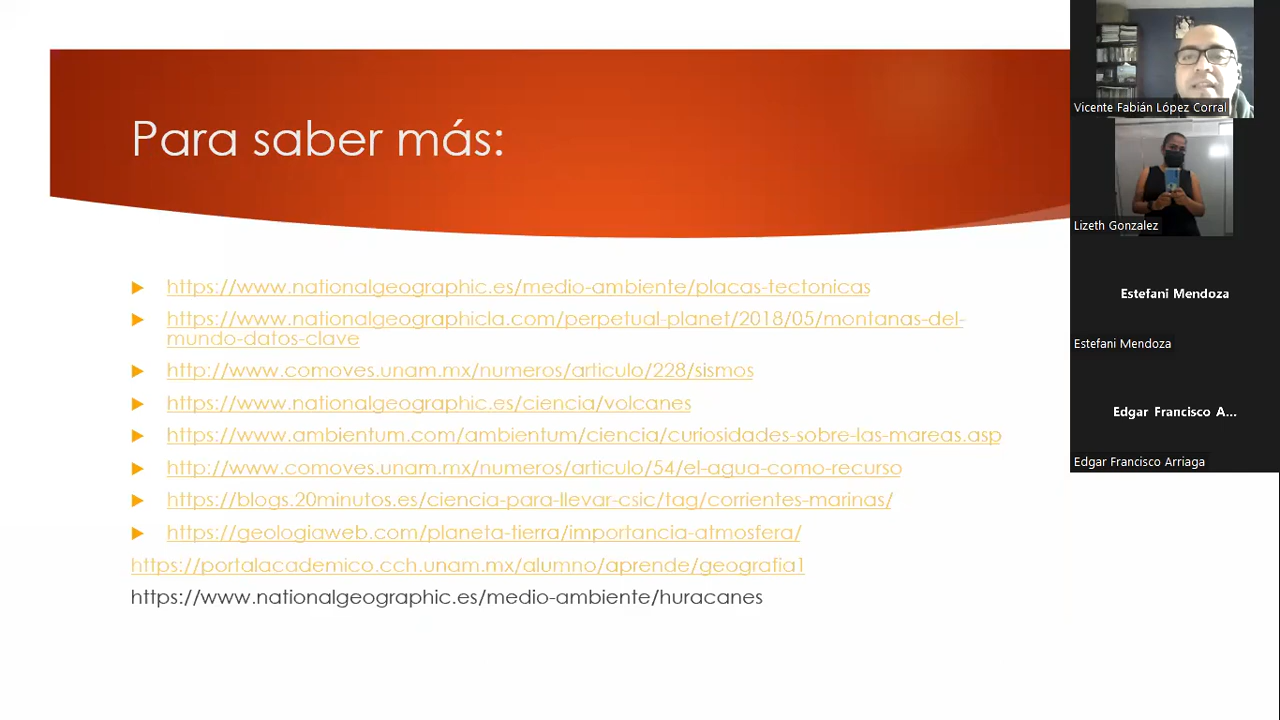 Para saber más:
https://www.nationalgeographic.es/medio-ambiente/placas-tectonicas
https://www.nationalgeographicla.com/perpetual-planet/2018/05/montanas-del-
mundo-datos-clave
http://www.comoves.unam.mx/numeros/articulo/228/sismos
https://www.nationalgeographic.es/ciencia/volcanes
https://www.ambientum.com/ambientum/ciencia/curiosidades-sobre-las-mareas.asp
http://www.comoves.unam.mx/numeros/articulo/54/el-agua-como-recurso
https://blogs.20minutos.es/ciencia-para-llevar-csic/tag/corrientes-marinas/
https://geologiaweb.com/planeta-tierra/importancia-atmosfera/
https://portalacademico.cch.unam.mx/alumno/aprende/geografia1
https://www.nationalgeographic.es/medio-ambiente/huracanes
Vicente Fabián López Corral
Lizeth Gonzalez
Estefani Mendoza
Estefani Mendoza
Edgar Francisco A...
Edgar Francisco Arriaga